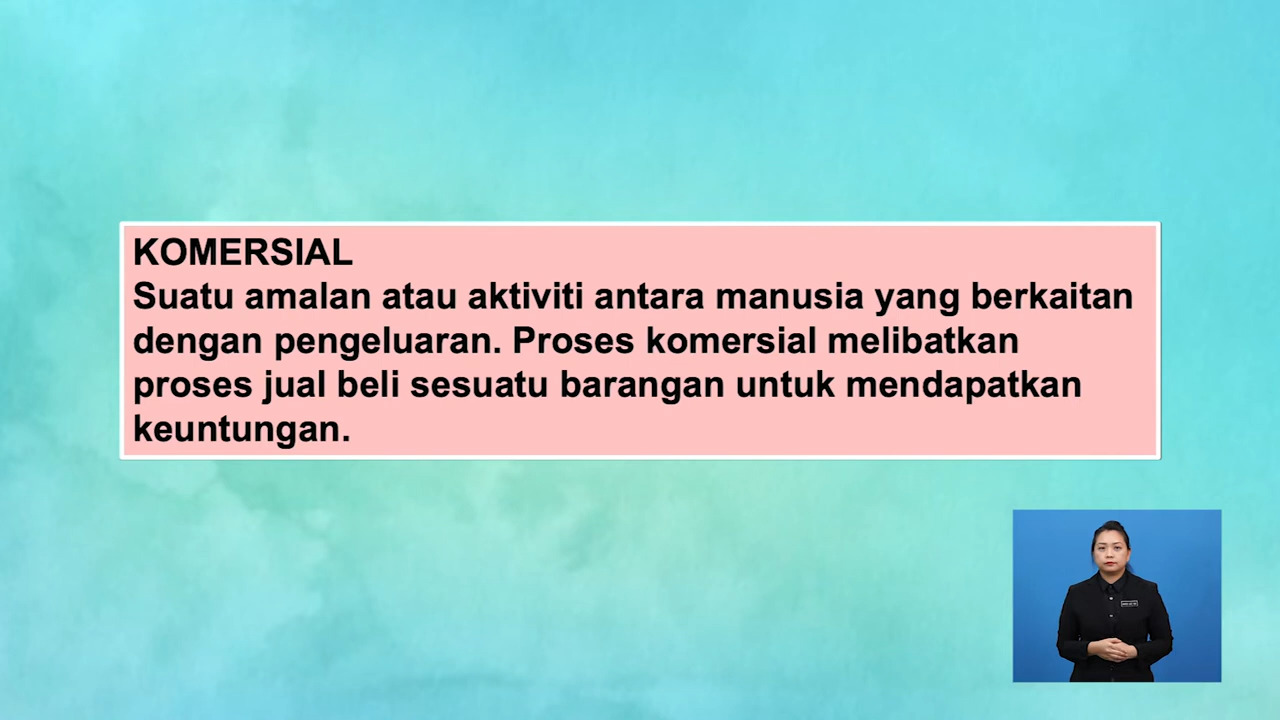 KOMERSIAL
Suatu amalan atau aktiviti antara manusia yang berkaitan
dengan pengeluaran. Proses komersial melibatkan
proses jual beli sesuatu barangan untuk mendapatkan
keuntungan.